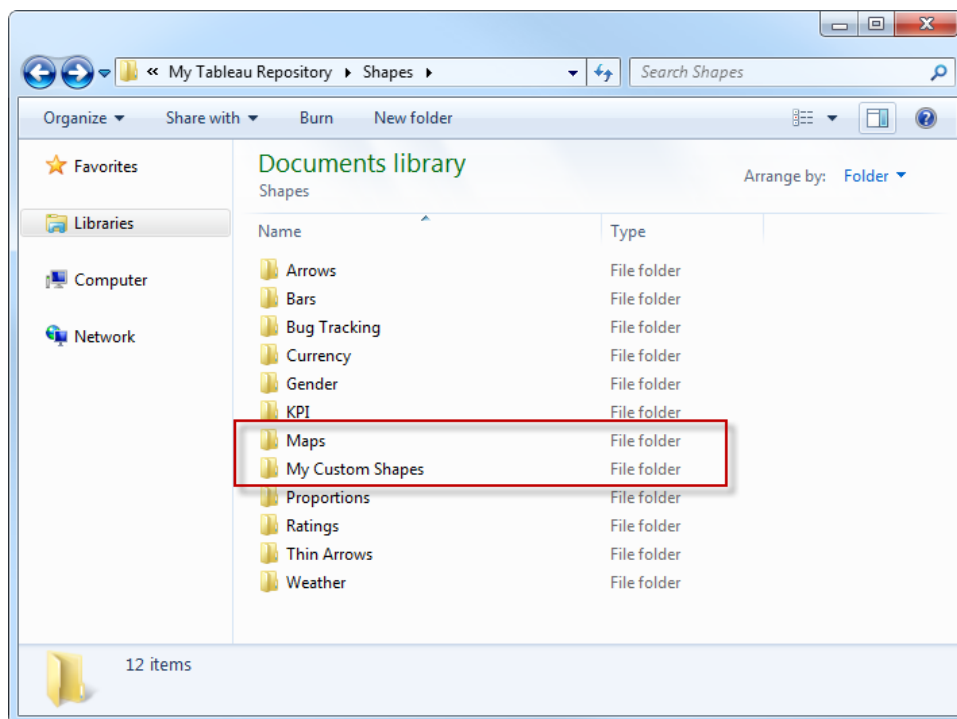 « My Tableau Repository ▸ Shapes ▸
Search Shapes
Organize Share with Burn New folder
Favorites
Libraries
Computer
Network
Documents library
Shapes
Arrange by: Folder
Name Type
Arrows File folder
Bars File folder
Bug Tracking File folder
Currency File folder
Gender File folder
KPI File folder
Maps File folder
My Custom Shapes File folder
Proportions File folder
Ratings File folder
Thin Arrows File folder
Weather File folder
12 items